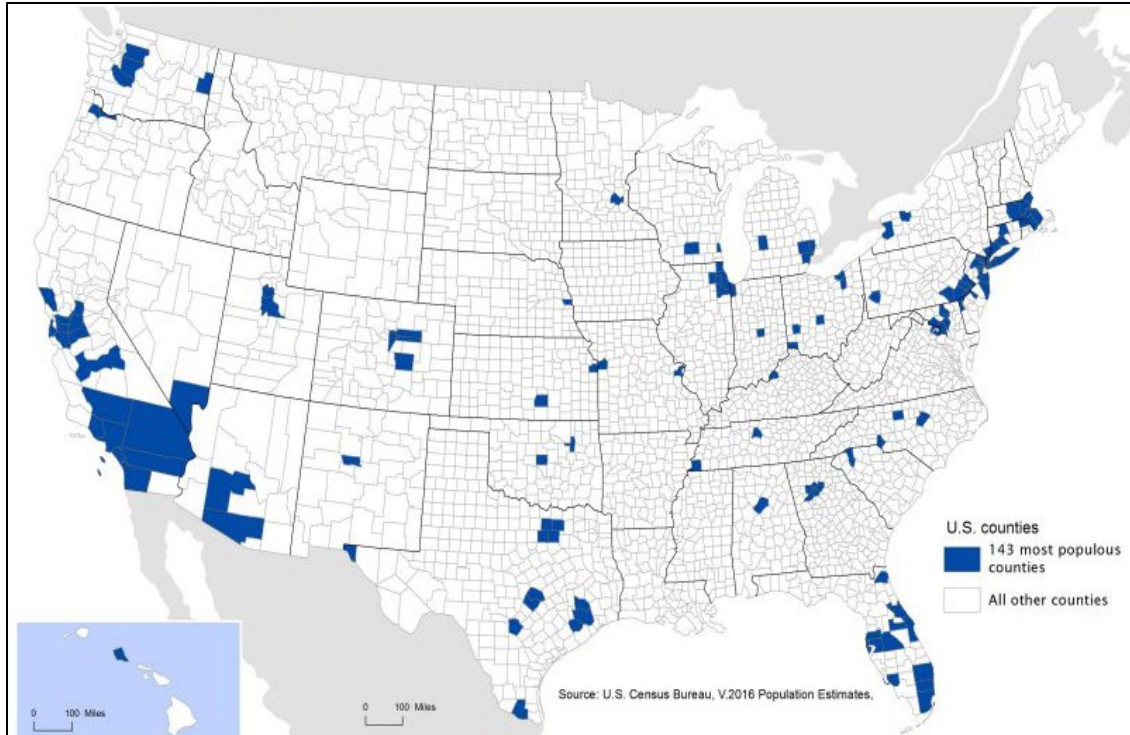 U.S. counties
143 most populous
counties
All other counties
Source: U.S. Census Bureau, V.2016 Population Estimates,
0 100 Miles
0 100 Miles